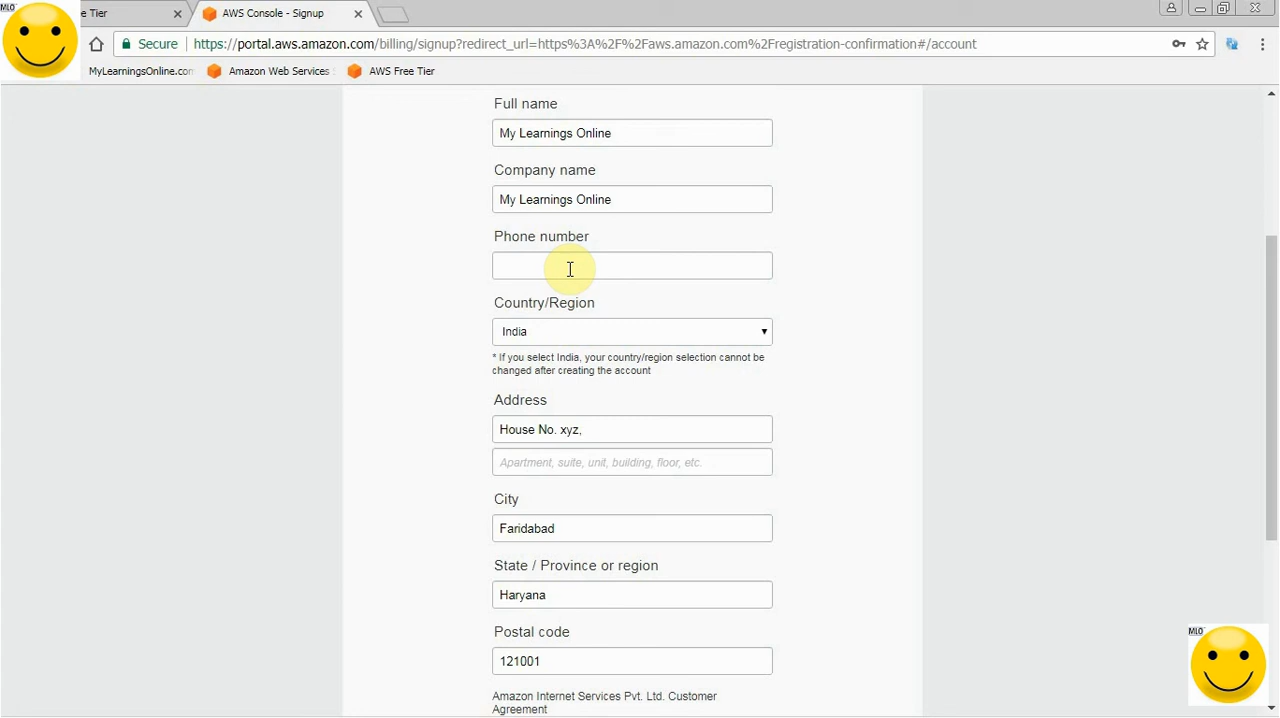 MLO
e Tier
AWS Console - Signup
Secure
https://portal.aws.amazon.com/billing/signup?redirect_url=https%3A%2F%2Faws.amazon.com%2Fregistration-confirmation#/account
MyLearningsOnline.com
Amazon Web Services
AWS Free Tier
Full name
My Learnings Online
Company name
My Learnings Online
Phone number
Country/Region
India
* If you select India, your country/region selection cannot be
changed after creating the account
Address
House No. xyz,
Apartment, suite, unit, building, floor, etc.
City
Faridabad
State / Province or region
Haryana
Postal code
121001
MLO
Amazon Internet Services Pvt. Ltd. Customer
Agreement